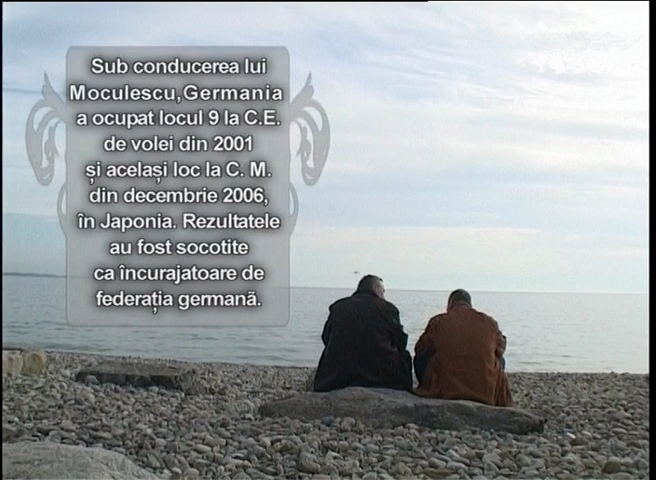 Sub conducerea lui
Moculescu,Germania
a ocupat locul 9 la C.E.
de volei din 2001
și același loc la C. M.
din decembrie 2006,
în Japonia. Rezultatele
au fost socotite
ca încurajatoare de
federația germanã.